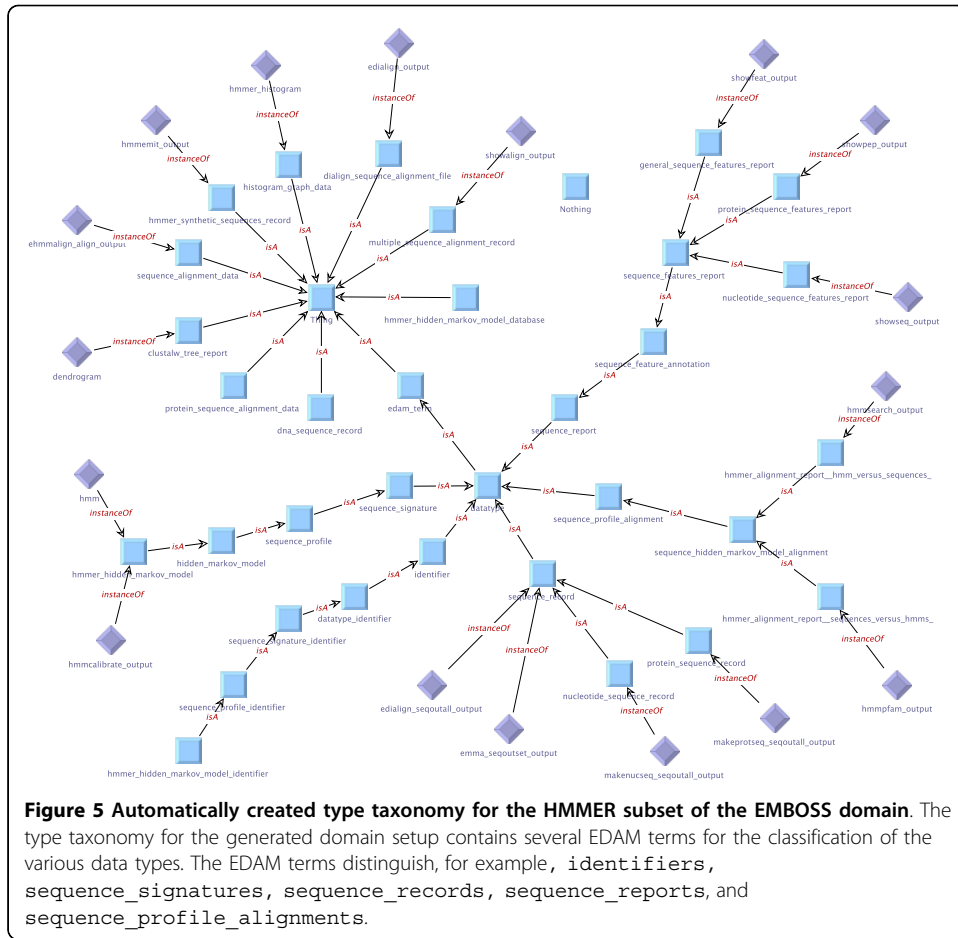 edialign_output
hmmer_histogram
showfeat_output
instanceOf
instanceOf
instanceOf
hmmemit_output
showalign_output
showpep_output
instanceOf
instanceOf
instanceOf
general_sequence_features_report
dialign_sequence_alignment_file
histogram_graph_data
Nothing
isA
protein_sequence_features_report
hmmer_synthetic_sequences_record
isA
isA
isA
isA
isA
multiple_sequence_alignment_record
ehmmalign_align_output
instanceOf
sequence_alignment_data
isA
sequence_features_report
isA
nucleotide_sequence_features_report
instanceOf
isA
Thing
isA
hmmer_hidden_markov_model_database
showseq_output
isA
instanceOf
clustalw_tree_report
dendrogram
isA
isA
isA
sequence_feature_annotation
isA
protein_sequence_alignment_data
edam_term
dna_sequence_record
sequence_report
hmmsearch_output
isA
isA
instanceOf
hmmer_alignment_report__hmm_versus_sequences_
hmm
instanceOf
isA
sequence_signature
datatype
isA
sequence_profile_alignment
isA
isA
sequence_profile
isA
isA
sequence_hidden_markov_model_alignment
isA
hidden_markov_model
hmmer_hidden_markov_model
isA
identifier
isA
sequence_record
instanceOf
isA
isA
hmmer_alignment_report__sequences_versus_hmms_
datatype_identifier
isA
isA
isA
hmmcalibrate_output
sequence_signature_identifier
instanceOf
isA
instanceOf
protein_sequence_record
instanceOf
sequence_profile_identifier
edialign_seqoutall_output
nucleotide_sequence_record
instanceOf
hmmpfam_output
isA
instanceOf
emma_seqoutset_output
makeprotseq_seqoutall_output
makenucseq_seqoutall_output
hmmer_hidden_markov_model_identifier
Figure 5 Automatically created type taxonomy for the HMMER subset of the EMBOSS domain. The
type taxonomy for the generated domain setup contains several EDAM terms for the classification of the
various data types. The EDAM terms distinguish, for example, identifiers,
sequence_signatures, sequence_records, sequence_reports, and
sequence_profile_alignments.